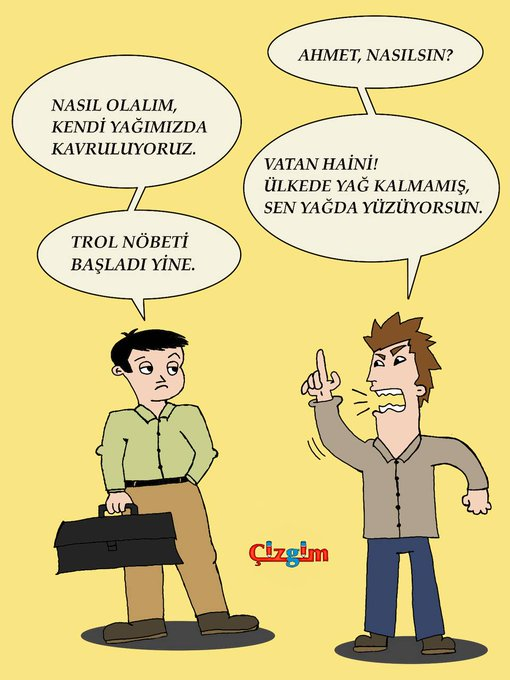 AHMET, NASILSIN?
NASIL OLALIM,
KENDİ YAĞIMIZDA
KAVRULUYORUZ.
VATAN HAİNİ!
ÜLKEDE YAĞ KALMAMIŞ,
SEN YAĞDA YÜZÜYORSUN.
TROL NÖBETİ
BAŞLADI YİNE.
Çizgim